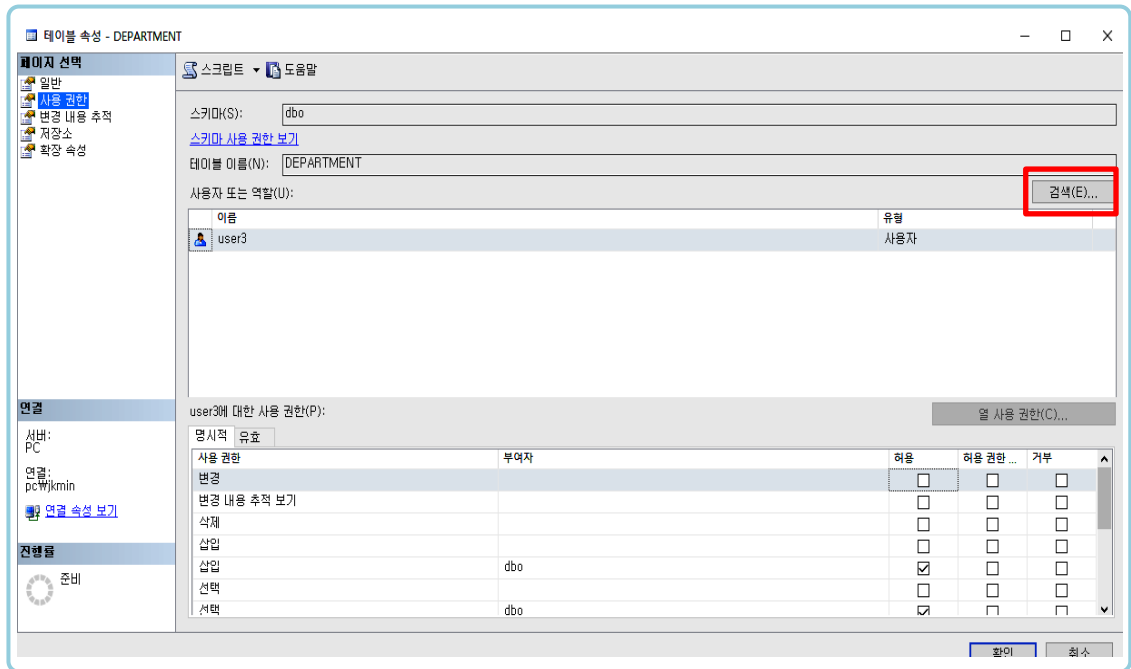 테이블 속성 - DEPARTMENT
페이지 선택
일반
사용 권한
변경 내용 추적
저장소
확장 속성
스크립트
도움말
스키마(S):
dbo
스키마 사용 권한 보기
테이블 이름(N):
DEPARTMENT
사용자 또는 역할(U):
검색(E)...
이름
유형
user3
사용자
연결
서버:
PC
연결:
pc₩jkmin
연결 속성 보기
진행률
준비
user3에 대한 사용 권한(P):
열 사용 권한(C)...
명시적
유효
사용 권한
부여자
허용
허용 권한 ...
거부
변경
변경 내용 추적 보기
삭제
삽입
삽입
dbo
선택
선택
dbo
확인
취소